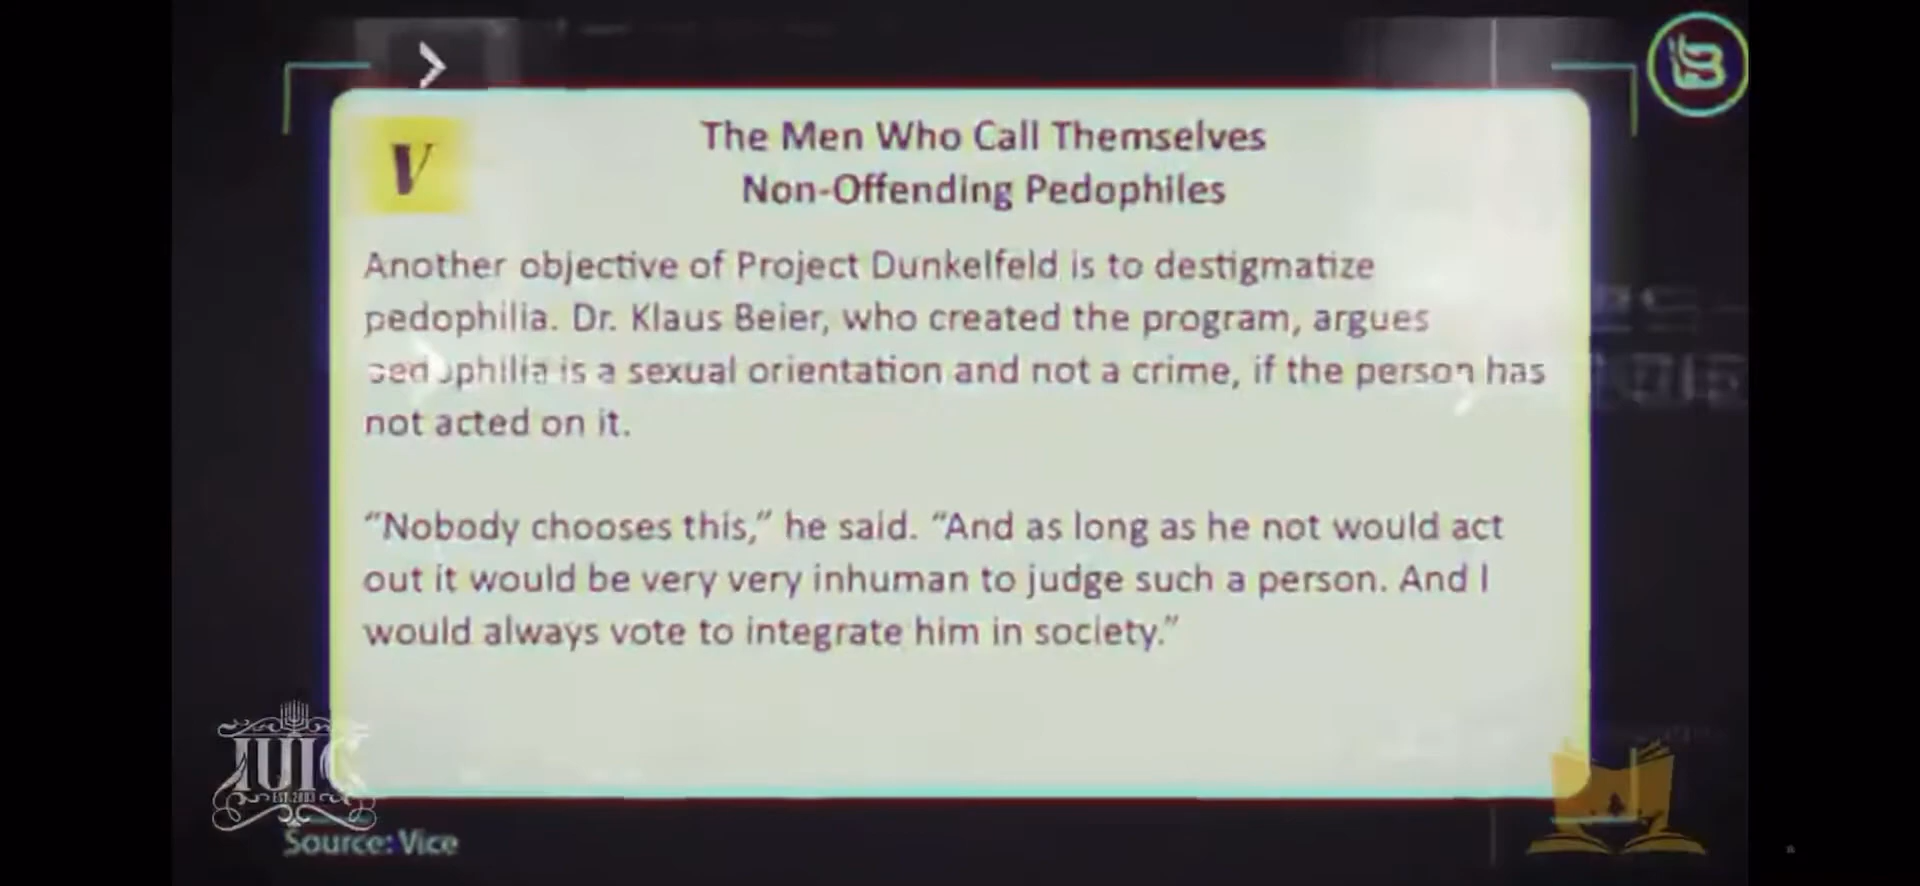 V
The Men Who Call Themselves
Non-Offending Pedophiles
Another objective of Project Dunkelfeld is to destigmatize
pedophilia. Dr. Klaus Beier, who created the program, argues
pedophilia is a sexual orientation and not a crime, if the person has
not acted on it.
“Nobody chooses this,” he said. “And as long as he not would act
out it would be very very inhuman to judge such a person. And I
would always vote to integrate him in society.”
IUIC
EST.2003
Source: Vice